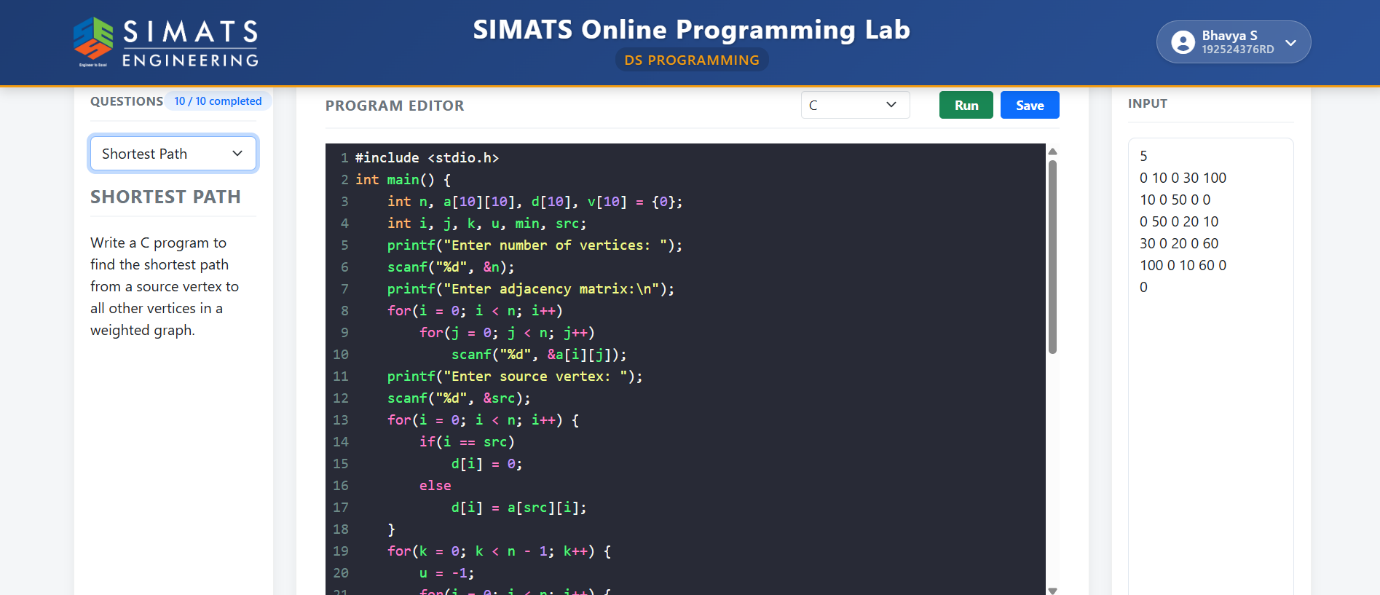 SIMATS
ENGINEERING
Engineer to Excel
SIMATS Online Programming Lab
DS PROGRAMMING
Bhavya S
192524376RD
QUESTIONS
10 / 10 completed
Shortest Path
SHORTEST PATH
Write a C program to
find the shortest path
from a source vertex to
all other vertices in a
weighted graph.
PROGRAM EDITOR
C
Run
Save
1 #include <stdio.h>
2 int main() {
3     int n, a[10][10], d[10], v[10] = {0};
4     int i, j, k, u, min, src;
5     printf("Enter number of vertices: ");
6     scanf("%d", &n);
7     printf("Enter adjacency matrix:\n");
8     for(i = 0; i < n; i++)
9         for(j = 0; j < n; j++)
10             scanf("%d", &a[i][j]);
11     printf("Enter source vertex: ");
12     scanf("%d", &src);
13     for(i = 0; i < n; i++) {
14         if(i == src)
15             d[i] = 0;
16         else
17             d[i] = a[src][i];
18     }
19     for(k = 0; k < n - 1; k++) {
20         u = -1;
21         for(i = 0; i < n; i++) {
INPUT
5
0 10 0 30 100
10 0 50 0 0
0 50 0 20 10
30 0 20 0 60
100 0 10 60 0
0